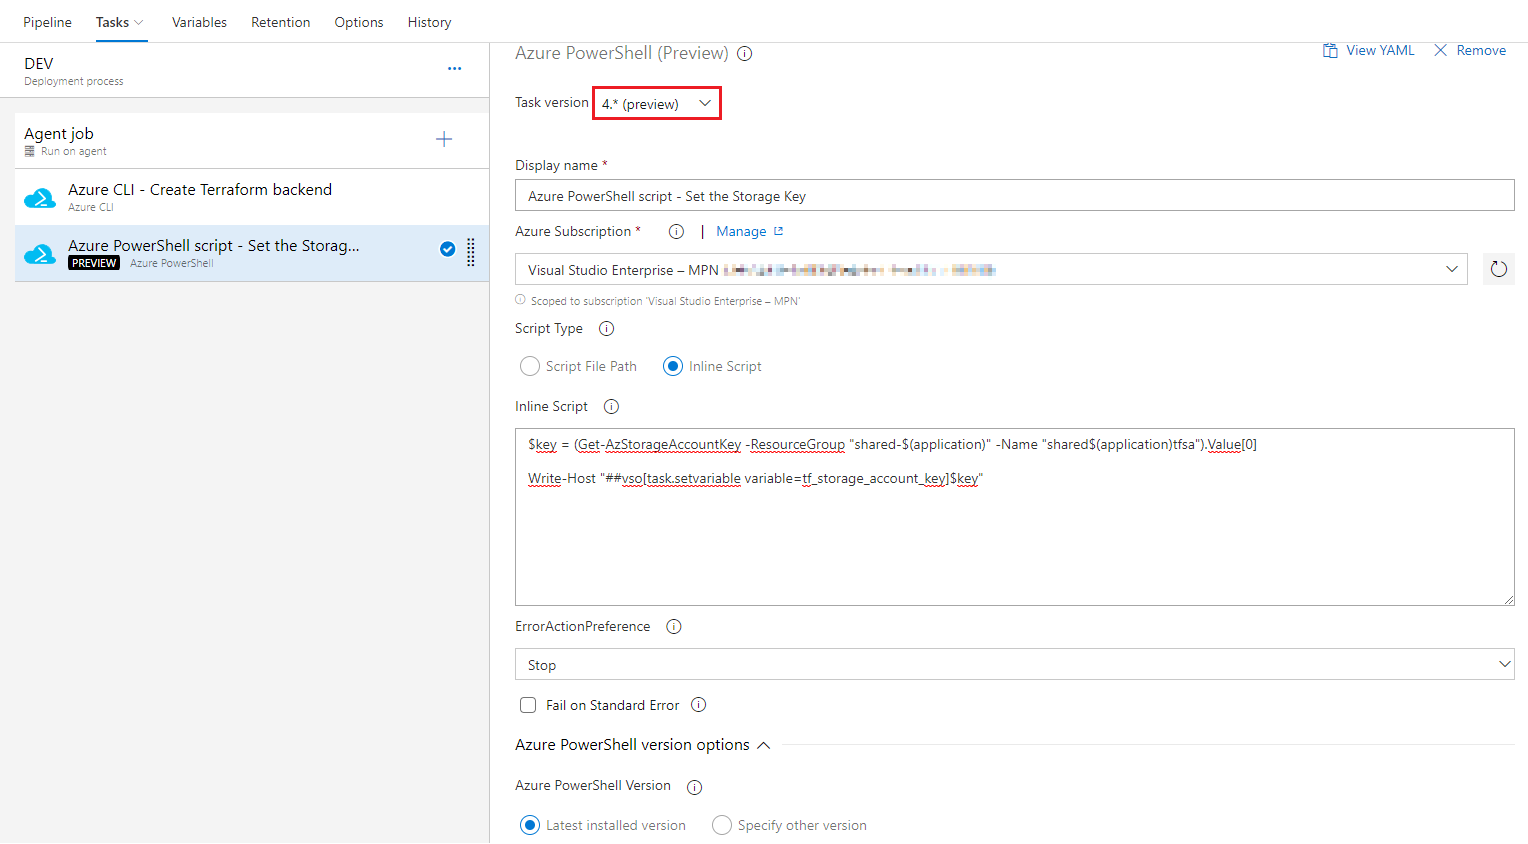 Pipeline Tasks Variables Retention Options History
DEV
Deployment process
Agent job
Run on agent
Azure CLI - Create Terraform backend
Azure CLI
Azure PowerShell script - Set the Storag...
PREVIEW Azure PowerShell
Azure PowerShell (Preview)
View YAML Remove
Task version 4.* (preview)
Display name *
Azure PowerShell script - Set the Storage Key
Azure Subscription * | Manage
Visual Studio Enterprise – MPN
Scoped to subscription 'Visual Studio Enterprise – MPN'
Script Type
Script File Path Inline Script
Inline Script
$key = (Get-AzStorageAccountKey -ResourceGroup "shared-$(application)" -Name "shared$(application)tfsa").Value[0]
Write-Host "##vso[task.setvariable variable=tf_storage_account_key]$key"
ErrorActionPreference
Stop
Fail on Standard Error
Azure PowerShell version options
Azure PowerShell Version
Latest installed version Specify other version